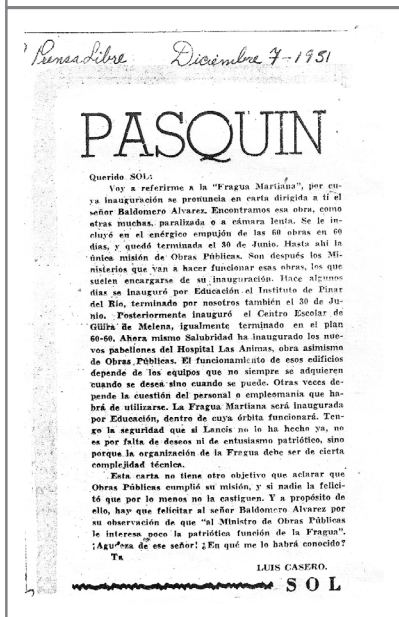 Prensa Libre Diciembre 7-1951
PASQUIN
Querido SOL:
Voy a referirme a la "Fragua Martiana", por cu-
ya inauguración se pronuncia en carta dirigida a tí el
señor Baldomero Alvarez. Encontramos esa obra, como
otras muchas, paralizada o a cámara lenta. Se le in-
cluyó en el enérgico empujón de las 60 obras en 60
días, y quedó terminada el 30 de Junio. Hasta ahí la
única misión de Obras Públicas. Son después los Mi-
nisterios que van a hacer funcionar esas obras, los que
suelen encargarse de su inauguración. Hace algunos
días se inauguró por Educación el Instituto de Pinar
del Río, terminado por nosotros también el 30 de Ju-
nio. Posteriormente inauguró el Centro Escolar de
Güira de Melena, igualmente terminado en el plan
60-60. Ahora mismo Salubridad ha inaugurado los nue-
vos pabellones del Hospital Las Animas, obra asimismo
de Obras Públicas. El funcionamiento de esos edificios
depende de los equipos que no siempre se adquieren
cuando se desea sino cuando se puede. Otras veces de-
pende la cuestión del personal o empleomania que ha-
brá de utilizarse. La Fragua Martiana será inaugurada
por Educación, dentro de cuya órbita funcionará. Ten-
go la seguridad que si Lancís no lo ha hecho ya, no
es por falta de deseos ni de entusiasmo patriótico, sino
porque la organización de la Fragua debe ser de cierta
complejidad técnica.
Esta carta no tiene otro objetivo que aclarar que
Obras Públicas cumplió su misión, y si nadie la felici-
tó que por lo menos no la castiguen. Y a propósito de
ello, hay que felicitar al señor Baldomero Alvarez por
su observación de que "al Ministro de Obras Públicas
le interesa poco la patriótica función de la Fragua".
¡Agudeza de ese señor! ¿En qué me lo habrá conocido?
Tu
LUIS CASERO.
SOL